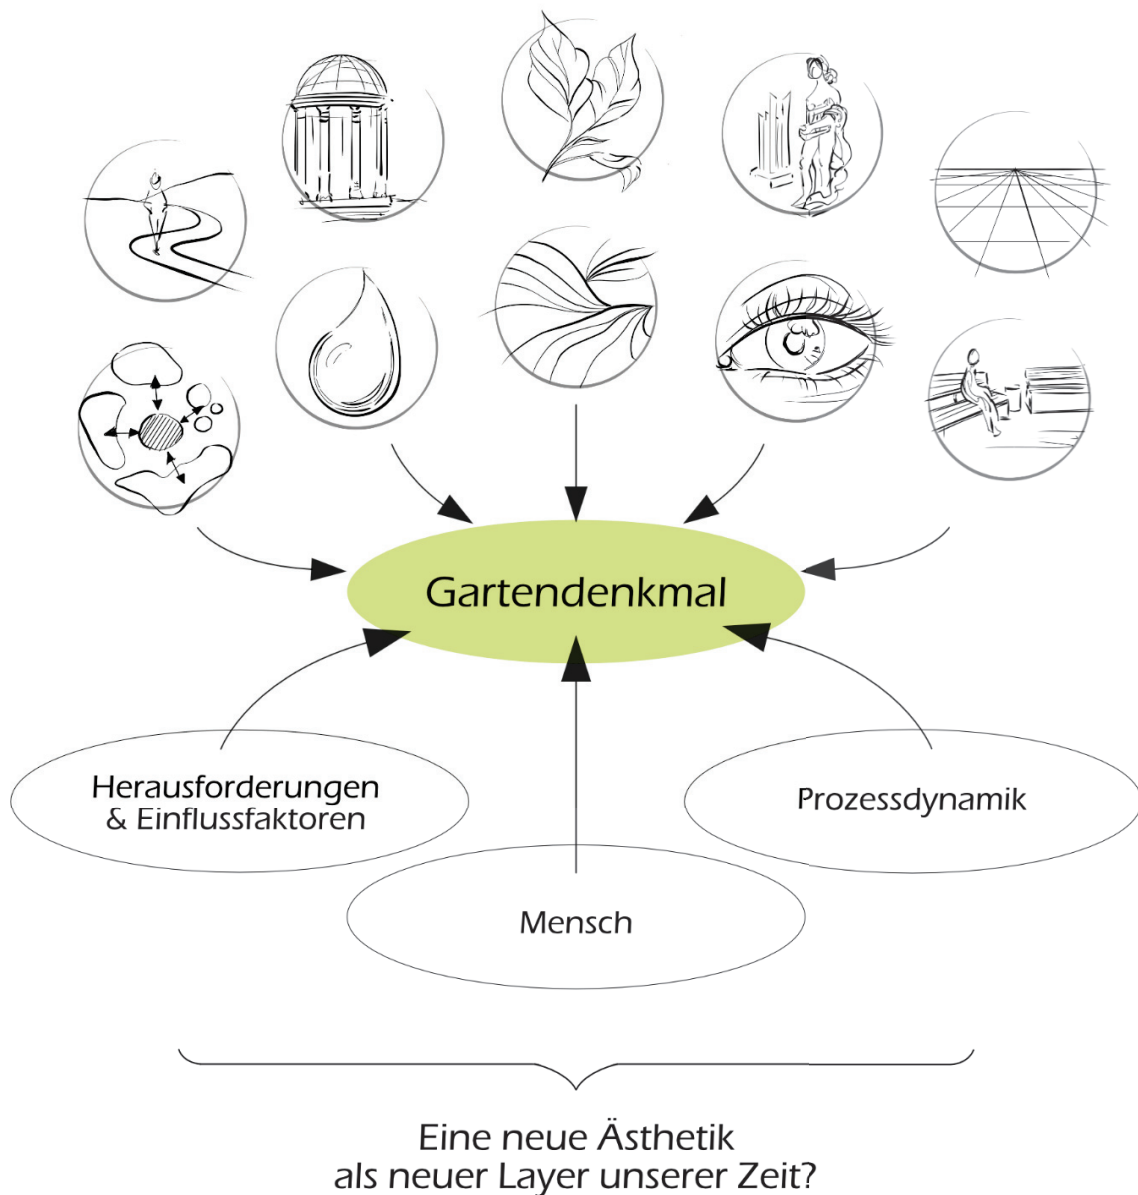 Gartendenkmal
Herausforderungen
& Einflussfaktoren
Prozessdynamik
Mensch
Eine neue Ästhetik
als neuer Layer unserer Zeit?